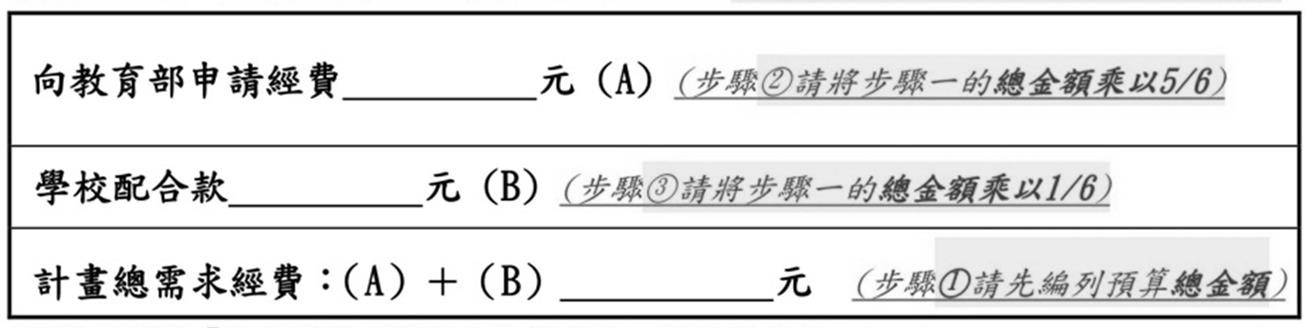 向教育部申請經費__________元 (A) (步驟②請將步驟一的總金額乘以5/6)
學校配合款__________元 (B) (步驟③請將步驟一的總金額乘以1/6)
計畫總需求經費：(A) ＋ (B) ___________元 (步驟①請先編列預算總金額)